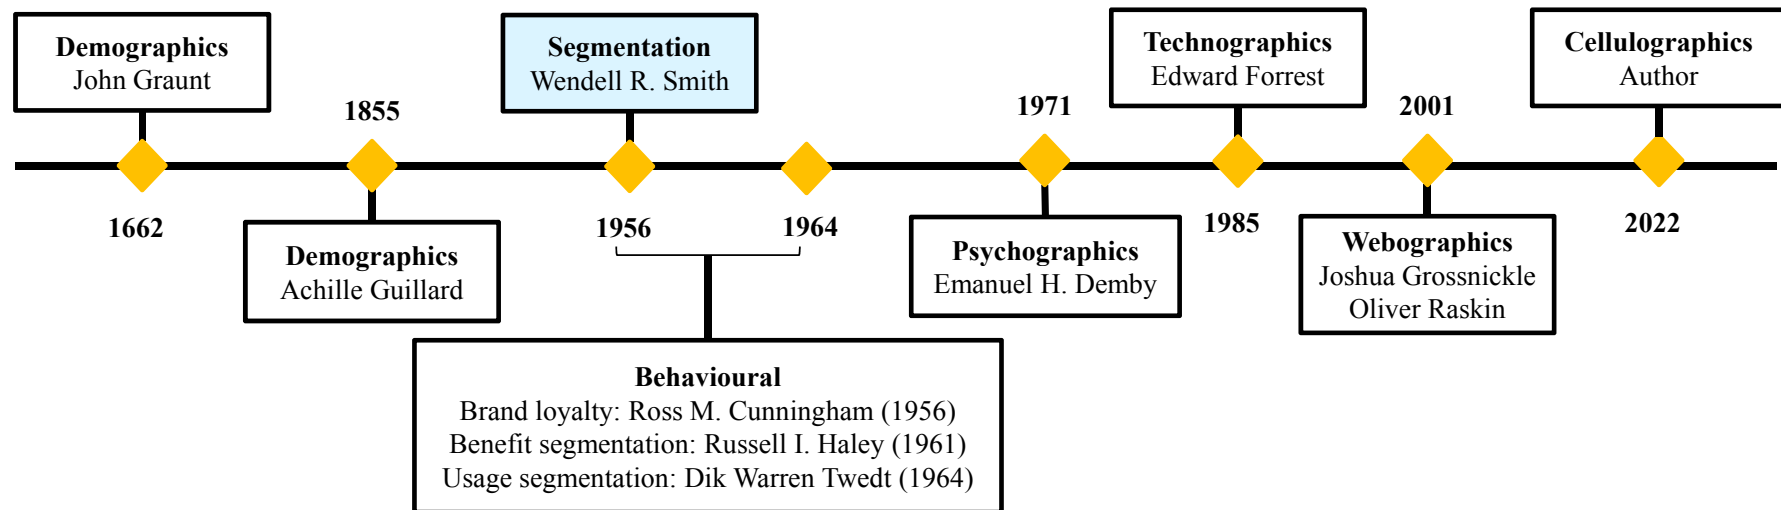 Demographics
John Graunt
1662
1855
Demographics
Achille Guillard
Segmentation
Wendell R. Smith
1956
1964
Behavioural
Brand loyalty: Ross M. Cunningham (1956)
Benefit segmentation: Russell I. Haley (1961)
Usage segmentation: Dik Warren Twedt (1964)
1971
Psychographics
Emanuel H. Demby
Technographics
Edward Forrest
1985
2001
Webographics
Joshua Grossnickle
Oliver Raskin
Cellulographics
Author
2022